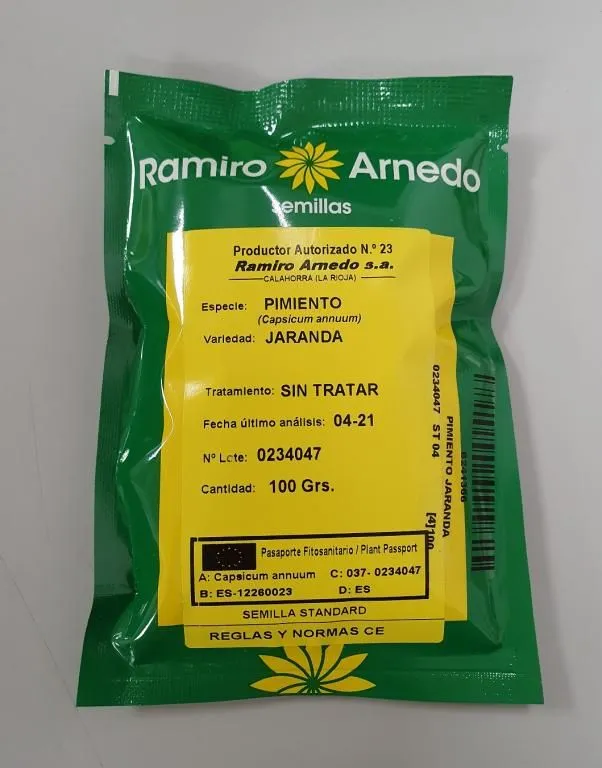 Ramiro Arnedo
semillas
Productor Autorizado N.º 23
Ramiro Arnedo s.a.
CALAHORRA (LA RIOJA)
Especie: PIMIENTO
(Capsicum annuum)
Variedad: JARANDA
Tratamiento: SIN TRATAR
Fecha último análisis: 04-21
Nº Lote: 0234047
Cantidad: 100 Grs.
Pasaporte Fitosanitario / Plant Passport
A: Capsicum annuum C: 037- 0234047
B: ES-12260023 D: ES
SEMILLA STANDARD
REGLAS Y NORMAS CE
0234047 ST 04
[4]100
PIMIENTO JARANDA